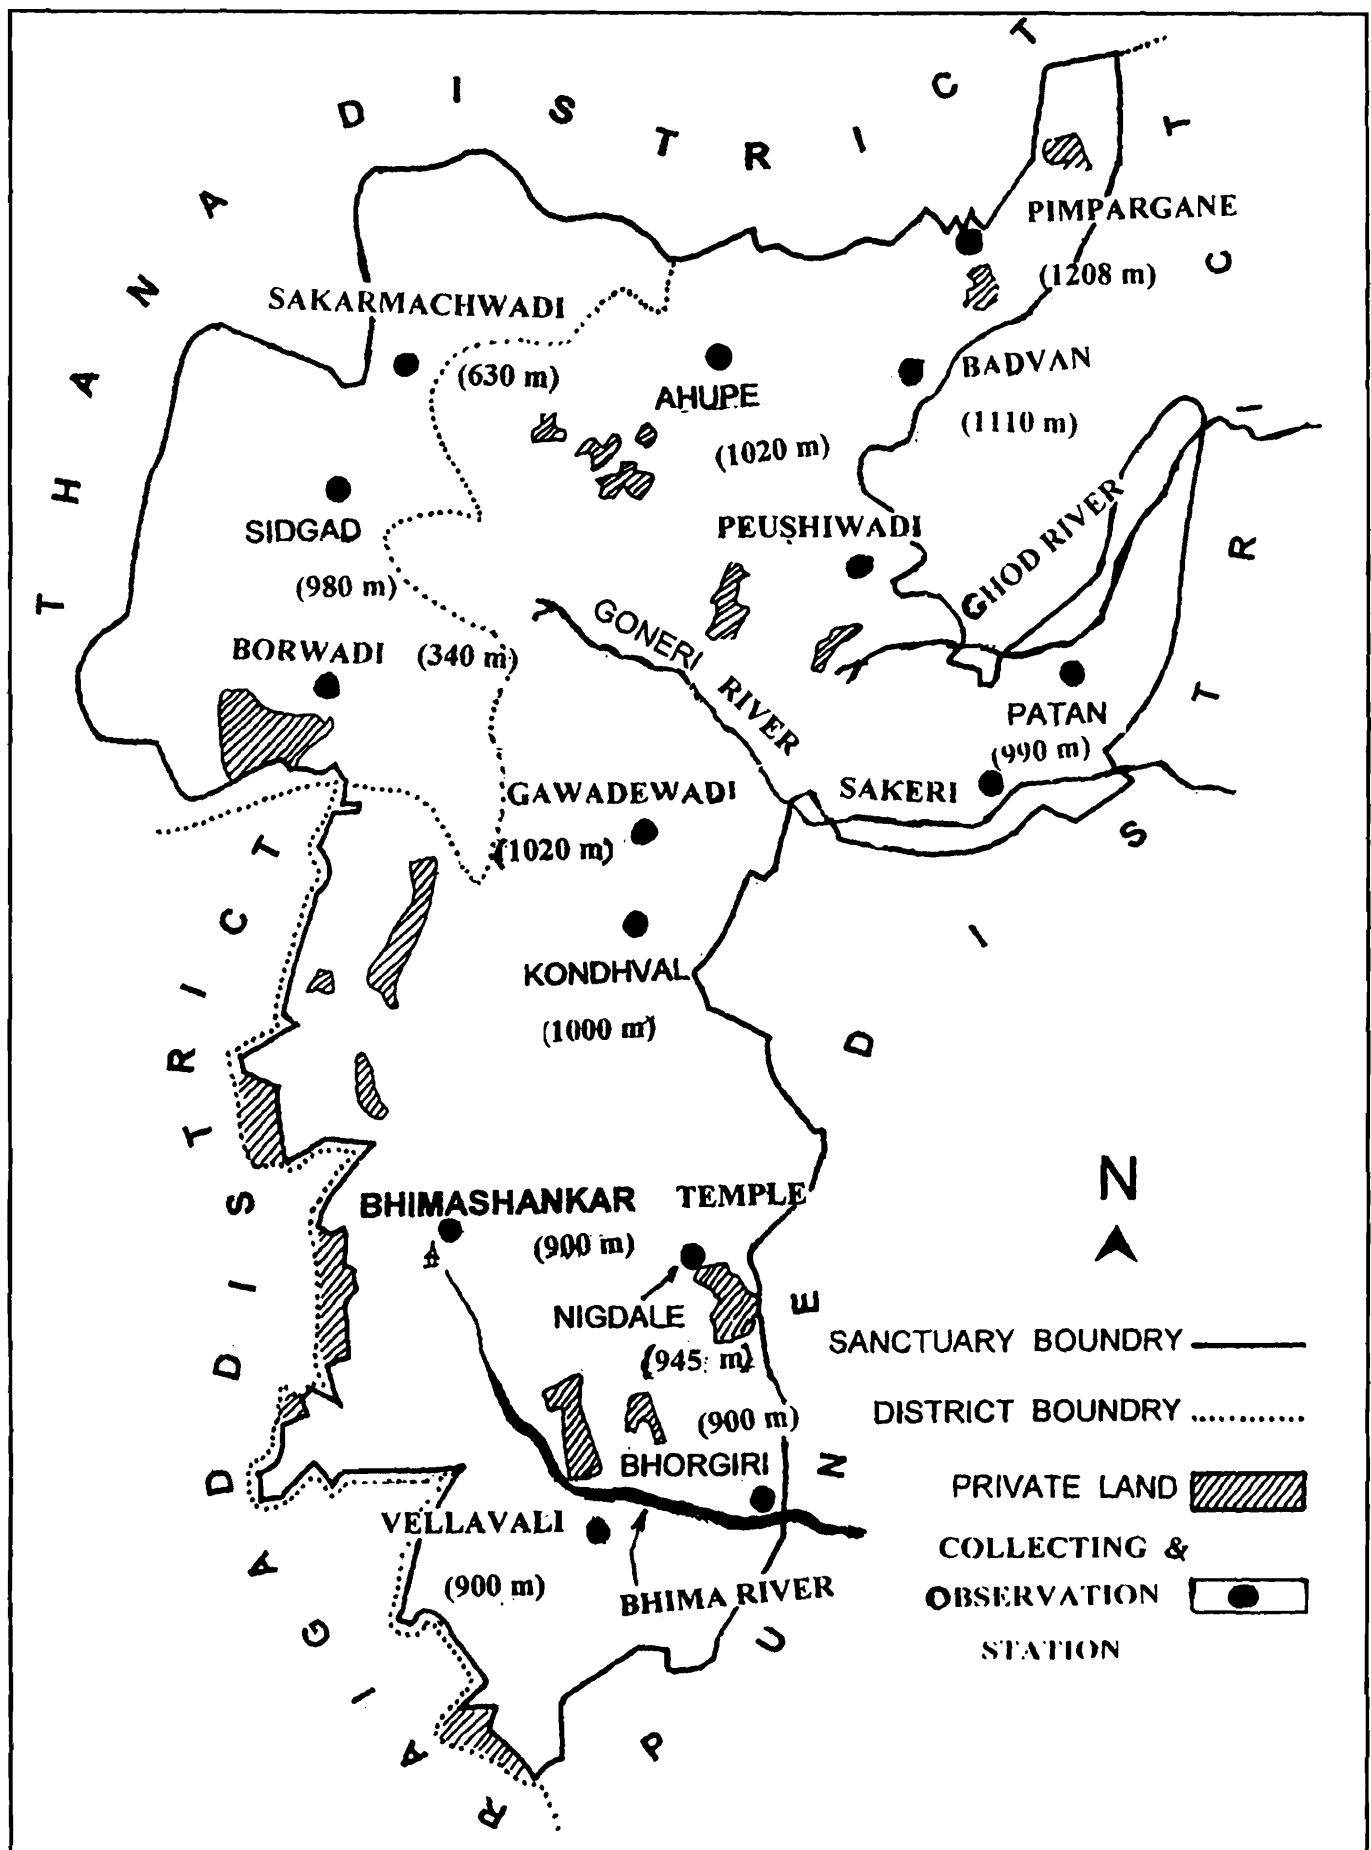 THANA DISTRICT
PIMPARGANE
(1208 m)
SAKARMACHWADI
(630 m)
AHUPE
(1020 m)
BADVAN
(1110 m)
SIDGAD
(980 m)
PEUSHIWADI
GHOD RIVER
GONERI RIVER
BORWADI (340 m)
PATAN
(990 m)
GAWADEWADI
(1020 m)
SAKERI
KONDHVAL
(1000 m)
BHIMASHANKAR TEMPLE
(900 m)
NIGDALE
(945 m)
(900 m)
BHORGIRI
VELLAVALI
(900 m)
BHIMA RIVER
RAIGAD DISTRICT
PUNE DISTRICT
N
SANCTUARY BOUNDRY
DISTRICT BOUNDRY
PRIVATE LAND
COLLECTING &
OBSERVATION
STATION